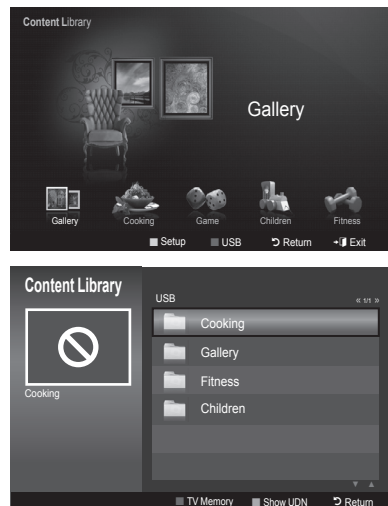 Content Library
Gallery
Gallery Cooking Game Children Fitness
Setup USB Return Exit
Content Library
USB « 1/1 »
Cooking
Cooking
Gallery
Fitness
Children
TV Memory Show UDN Return